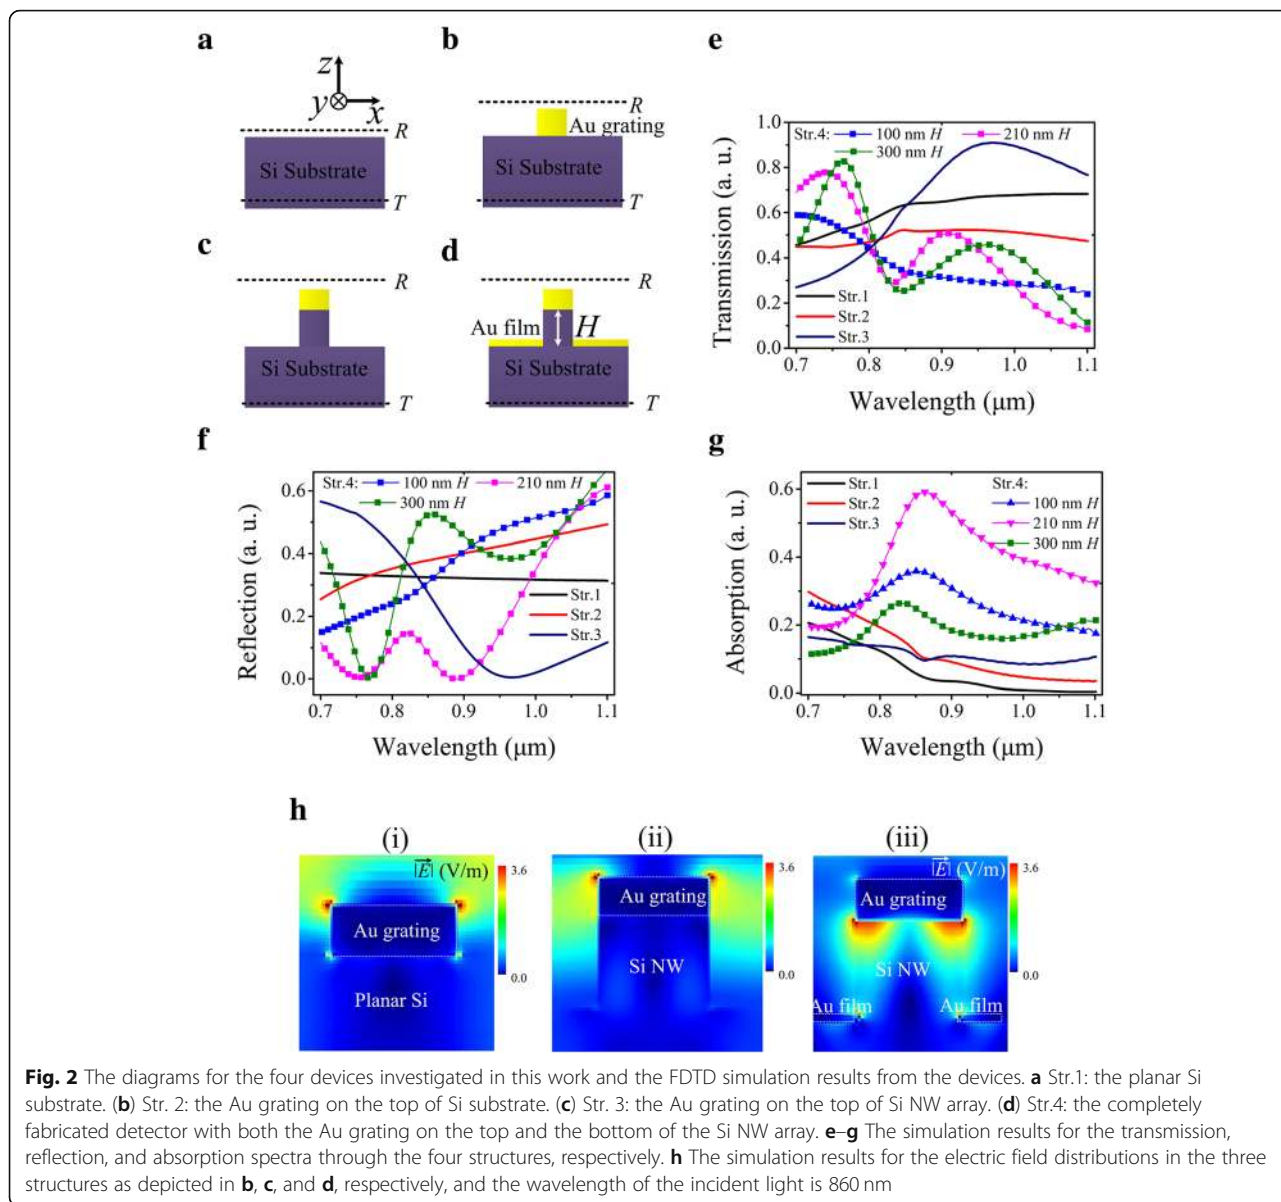 a
z
y
x
R
Si Substrate
T
b
R
Au grating
Si Substrate
T
c
R
Si Substrate
T
d
R
Au film
H
Si Substrate
T
e
Transmission (a. u.)
1.0
0.8
0.6
0.4
0.2
0.0
Str.4: 100 nm H 210 nm H
300 nm H
Str.1
Str.2
Str.3
0.7 0.8 0.9 1.0 1.1
Wavelength (μm)
f
Reflection (a. u.)
0.6
0.4
0.2
0.0
Str.4: 100 nm H 210 nm H
300 nm H
Str.1
Str.2
Str.3
0.7 0.8 0.9 1.0 1.1
Wavelength (μm)
g
Absorption (a. u.)
0.6
0.4
0.2
0.0
Str.1
Str.2
Str.3
Str.4:
100 nm H
210 nm H
300 nm H
0.7 0.8 0.9 1.0 1.1
Wavelength (μm)
h
(i)
|E| (V/m)
3.6
0.0
Au grating
Planar Si
(ii)
3.6
0.0
Au grating
Si NW
(iii)
|E| (V/m)
3.6
0.0
Au grating
Si NW
Au film
Au film
Fig. 2 The diagrams for the four devices investigated in this work and the FDTD simulation results from the devices. a Str.1: the planar Si
substrate. (b) Str. 2: the Au grating on the top of Si substrate. (c) Str. 3: the Au grating on the top of Si NW array. (d) Str.4: the completely
fabricated detector with both the Au grating on the top and the bottom of the Si NW array. e–g The simulation results for the transmission,
reflection, and absorption spectra through the four structures, respectively. h The simulation results for the electric field distributions in the three
structures as depicted in b, c, and d, respectively, and the wavelength of the incident light is 860 nm